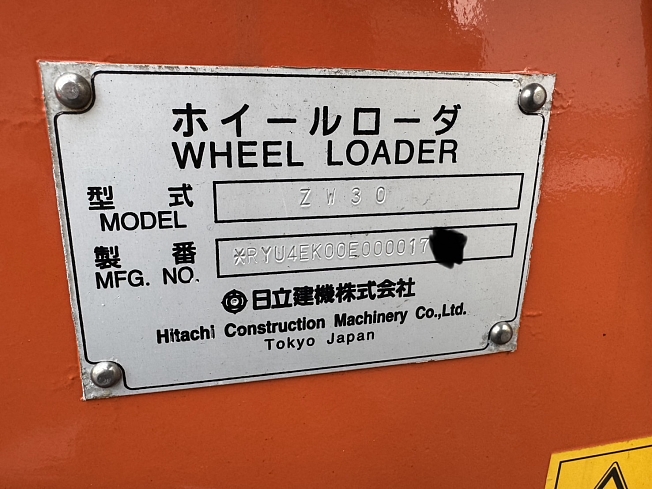 ホイールローダ
WHEEL LOADER
型式 ZW30
MODEL
製番 *RYU4EK00E000017
MFG. NO.
日立建機株式会社
Hitachi Construction Machinery Co.,Ltd.
Tokyo Japan